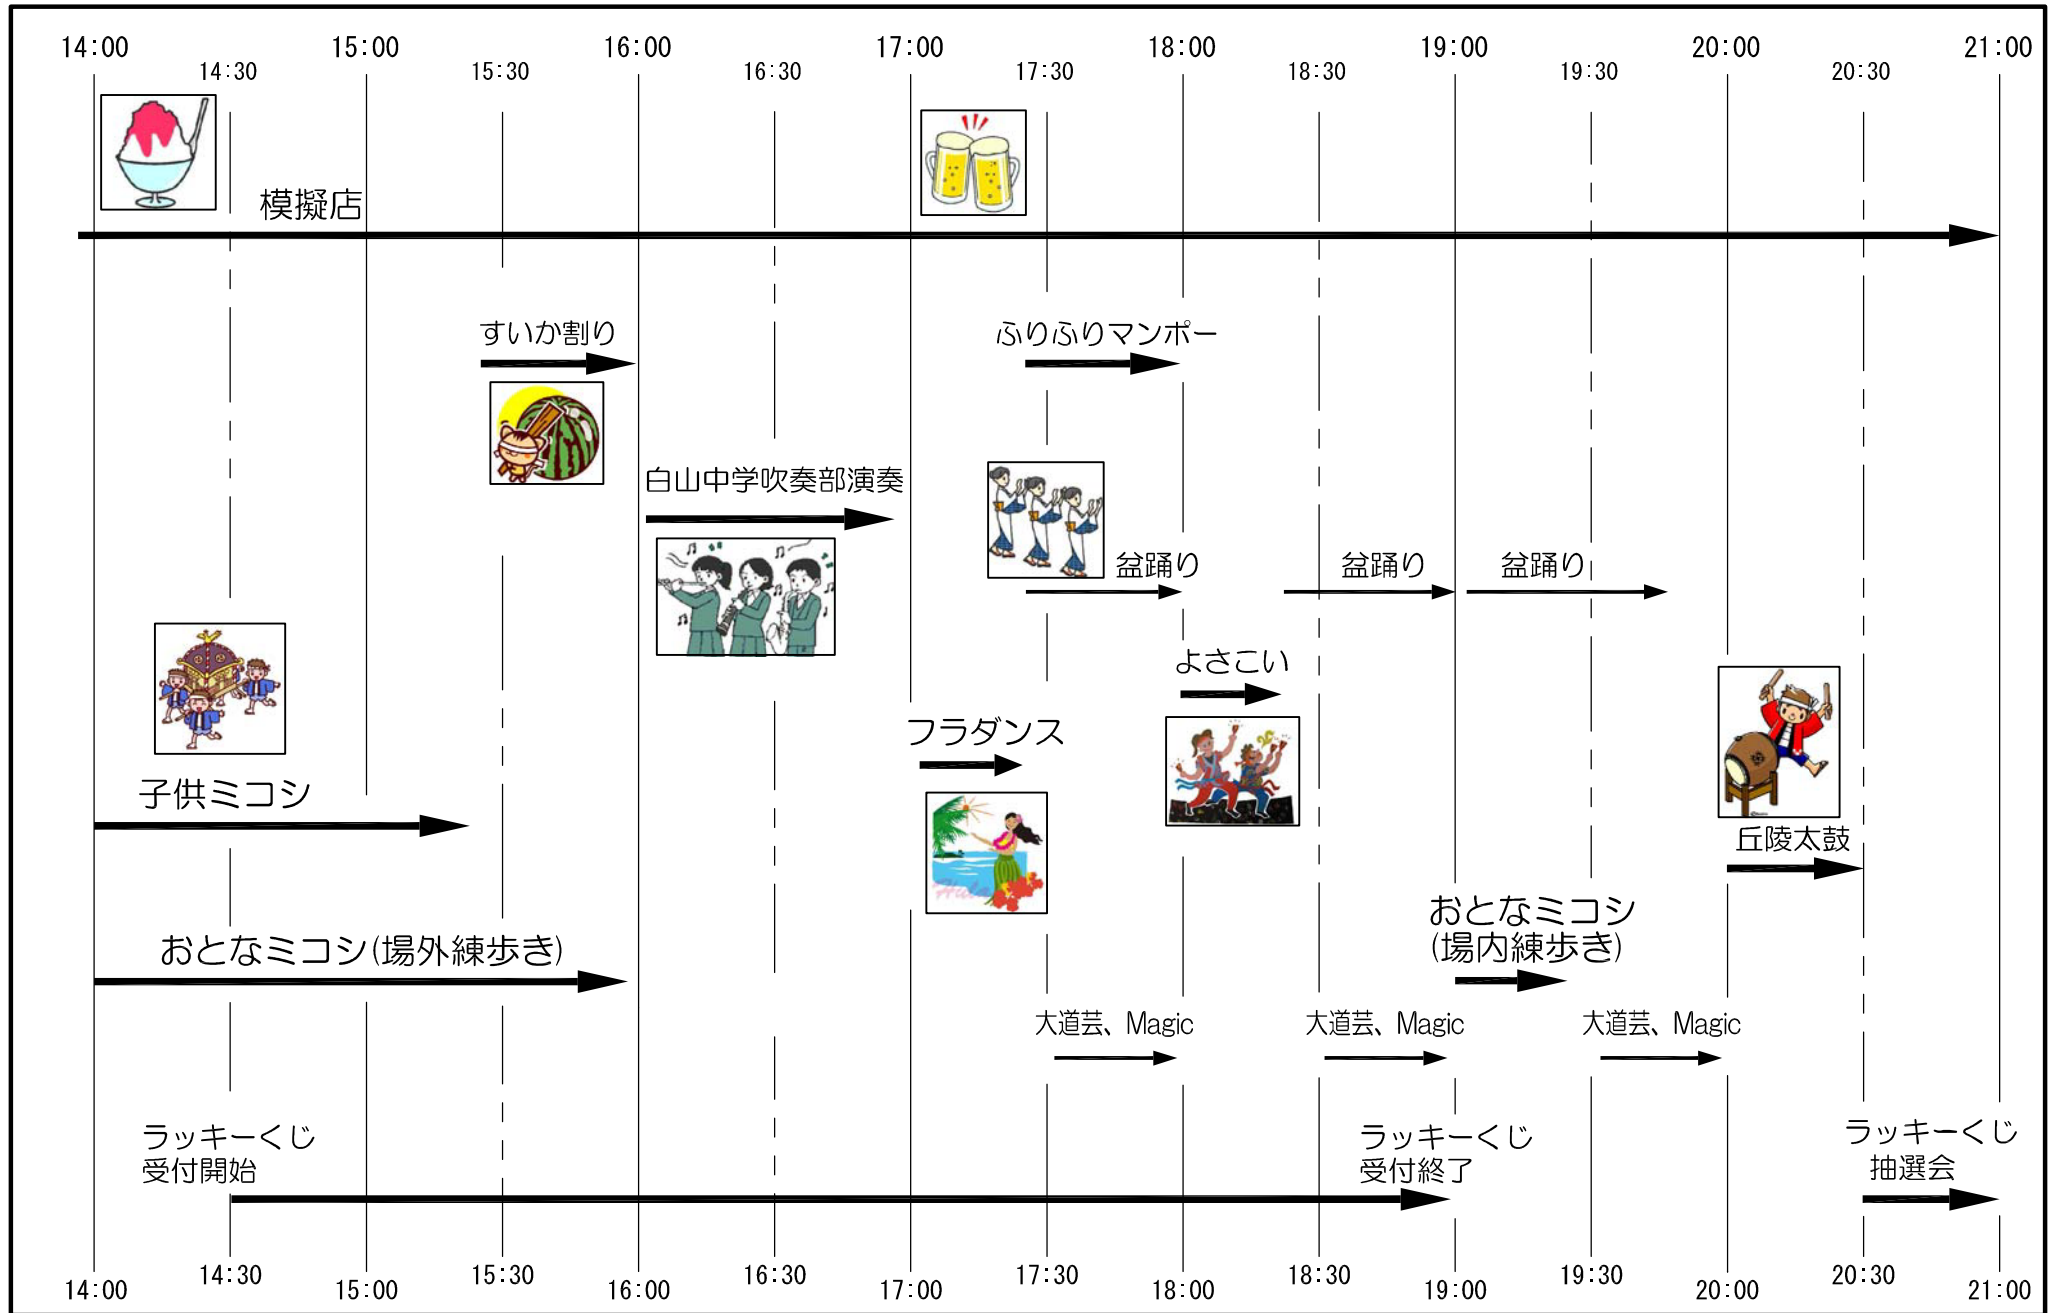 14:00 15:00 16:00 17:00 18:00 19:00 20:00 21:00
14:30 15:30 16:30 17:30 18:30 19:30 20:30
模擬店
すいか割り
ふりふりマンポー
白山中学吹奏部演奏
盆踊り
盆踊り
盆踊り
よさこい
フラダンス
子供ミコシ
Hula
丘陵太鼓
おとなミコシ(場外練歩き)
おとなミコシ
(場内練歩き)
大道芸、Magic
大道芸、Magic
大道芸、Magic
ラッキーくじ
受付開始
ラッキーくじ
受付終了
ラッキーくじ
抽選会
14:30 15:30 16:30 17:30 18:30 19:30 20:30
14:00 15:00 16:00 17:00 18:00 19:00 20:00 21:00